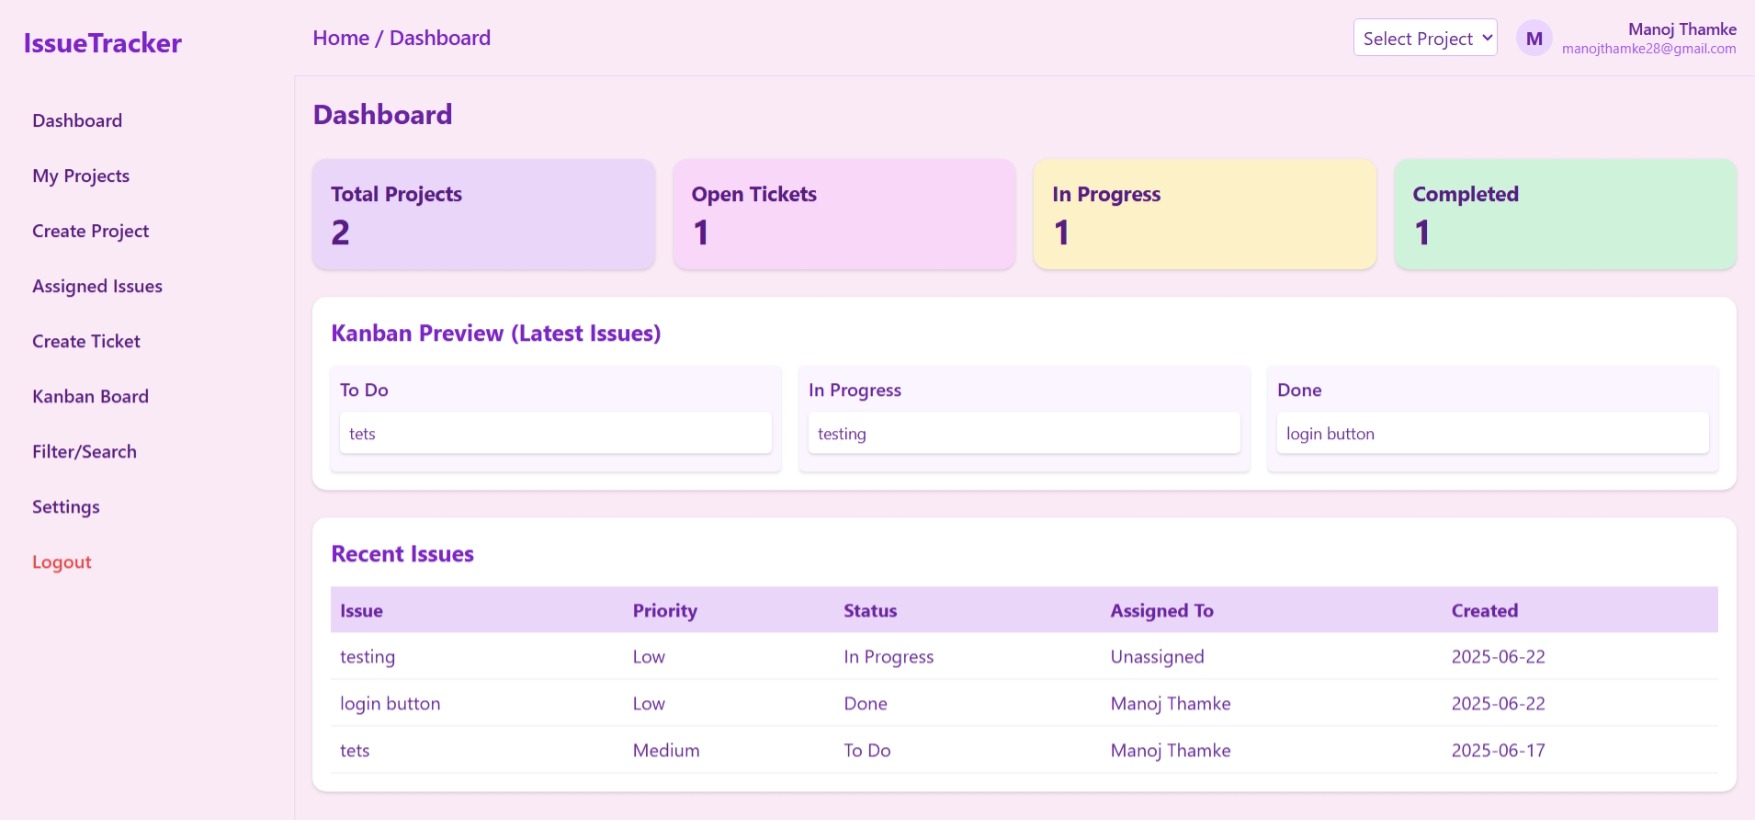 IssueTracker
Dashboard
My Projects
Create Project
Assigned Issues
Create Ticket
Kanban Board
Filter/Search
Settings
Logout
Home / Dashboard
Select Project
M
Manoj Thamke
manojthamke28@gmail.com
Dashboard
Total Projects
2
Open Tickets
1
In Progress
1
Completed
1
Kanban Preview (Latest Issues)
To Do
tets
In Progress
testing
Done
login button
Recent Issues
Issue Priority Status Assigned To Created
testing Low In Progress Unassigned 2025-06-22
login button Low Done Manoj Thamke 2025-06-22
tets Medium To Do Manoj Thamke 2025-06-17